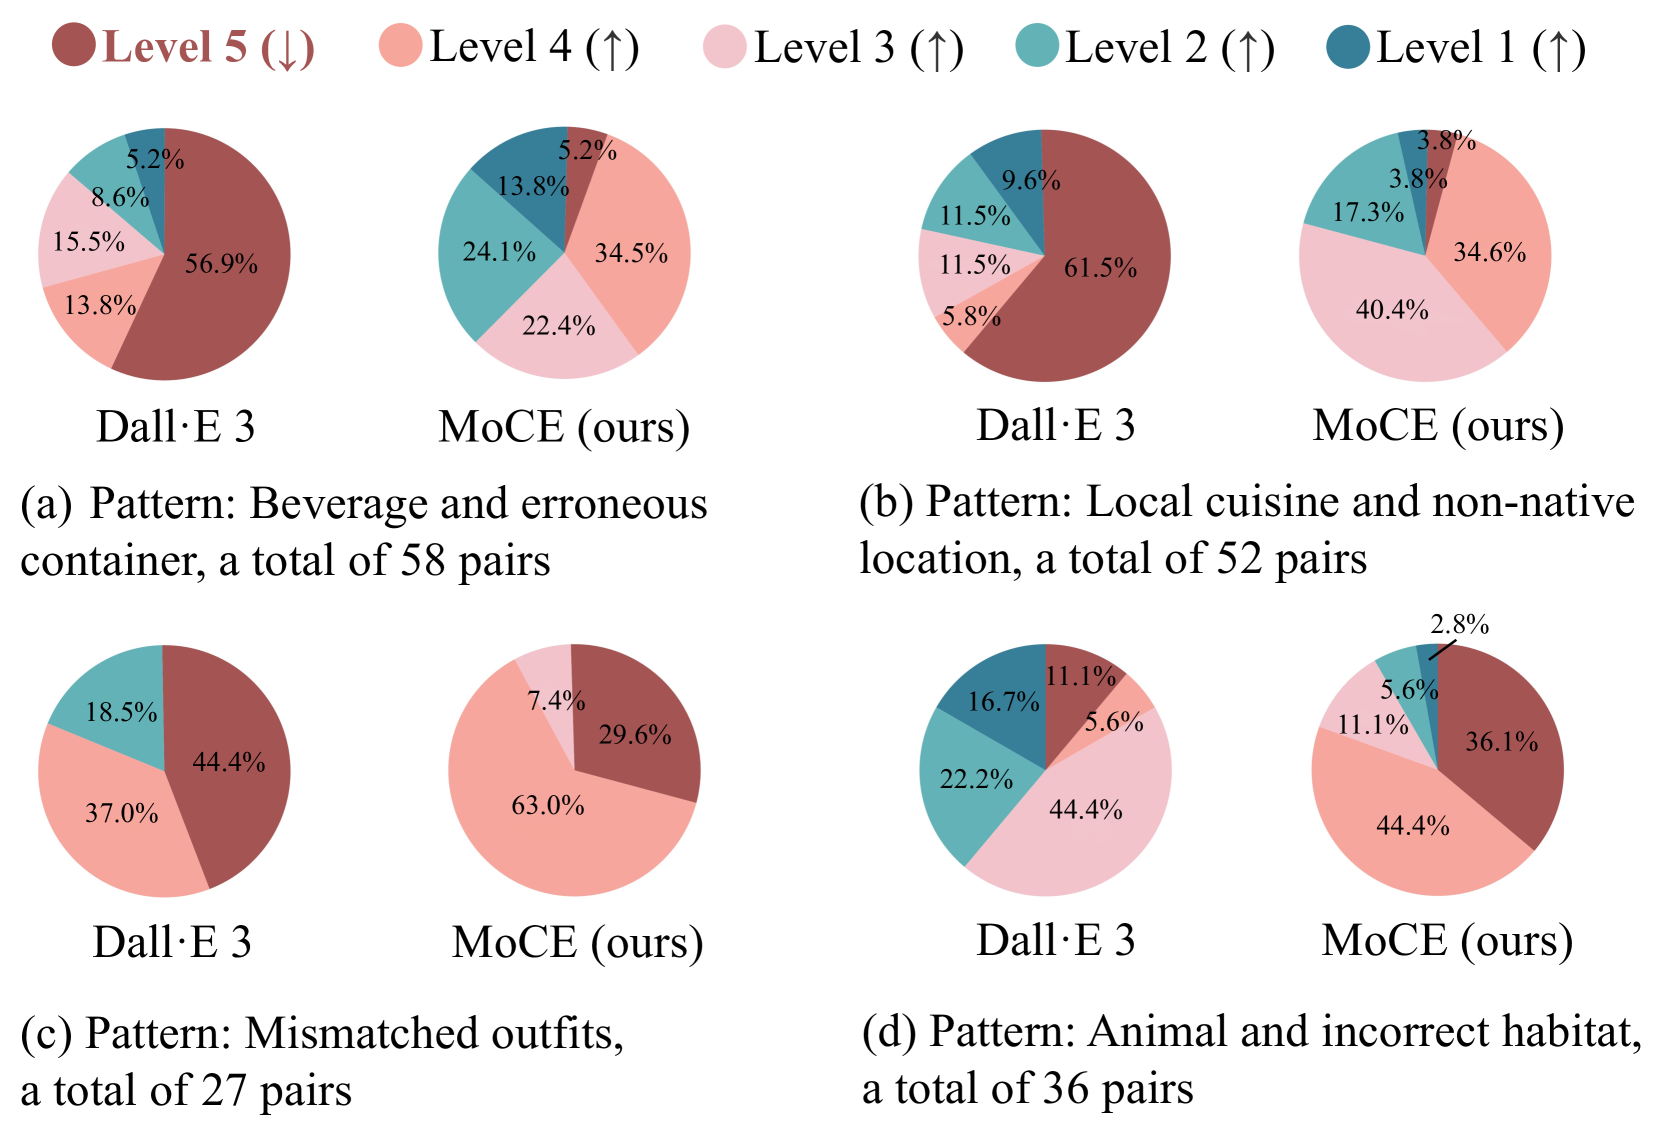 Level 5 (↓) Level 4 (↑) Level 3 (↑) Level 2 (↑) Level 1 (↑)
5.2%
8.6%
15.5%
56.9%
13.8%
Dall·E 3
5.2%
13.8%
24.1%
34.5%
22.4%
MoCE (ours)
(a) Pattern: Beverage and erroneous
container, a total of 58 pairs
9.6%
11.5%
11.5%
61.5%
5.8%
Dall·E 3
3.8%
3.8%
17.3%
34.6%
40.4%
MoCE (ours)
(b) Pattern: Local cuisine and non-native
location, a total of 52 pairs
18.5%
44.4%
37.0%
Dall·E 3
7.4%
29.6%
63.0%
MoCE (ours)
(c) Pattern: Mismatched outfits,
a total of 27 pairs
11.1%
16.7%
5.6%
22.2%
44.4%
Dall·E 3
2.8%
5.6%
11.1%
36.1%
44.4%
MoCE (ours)
(d) Pattern: Animal and incorrect habitat,
a total of 36 pairs